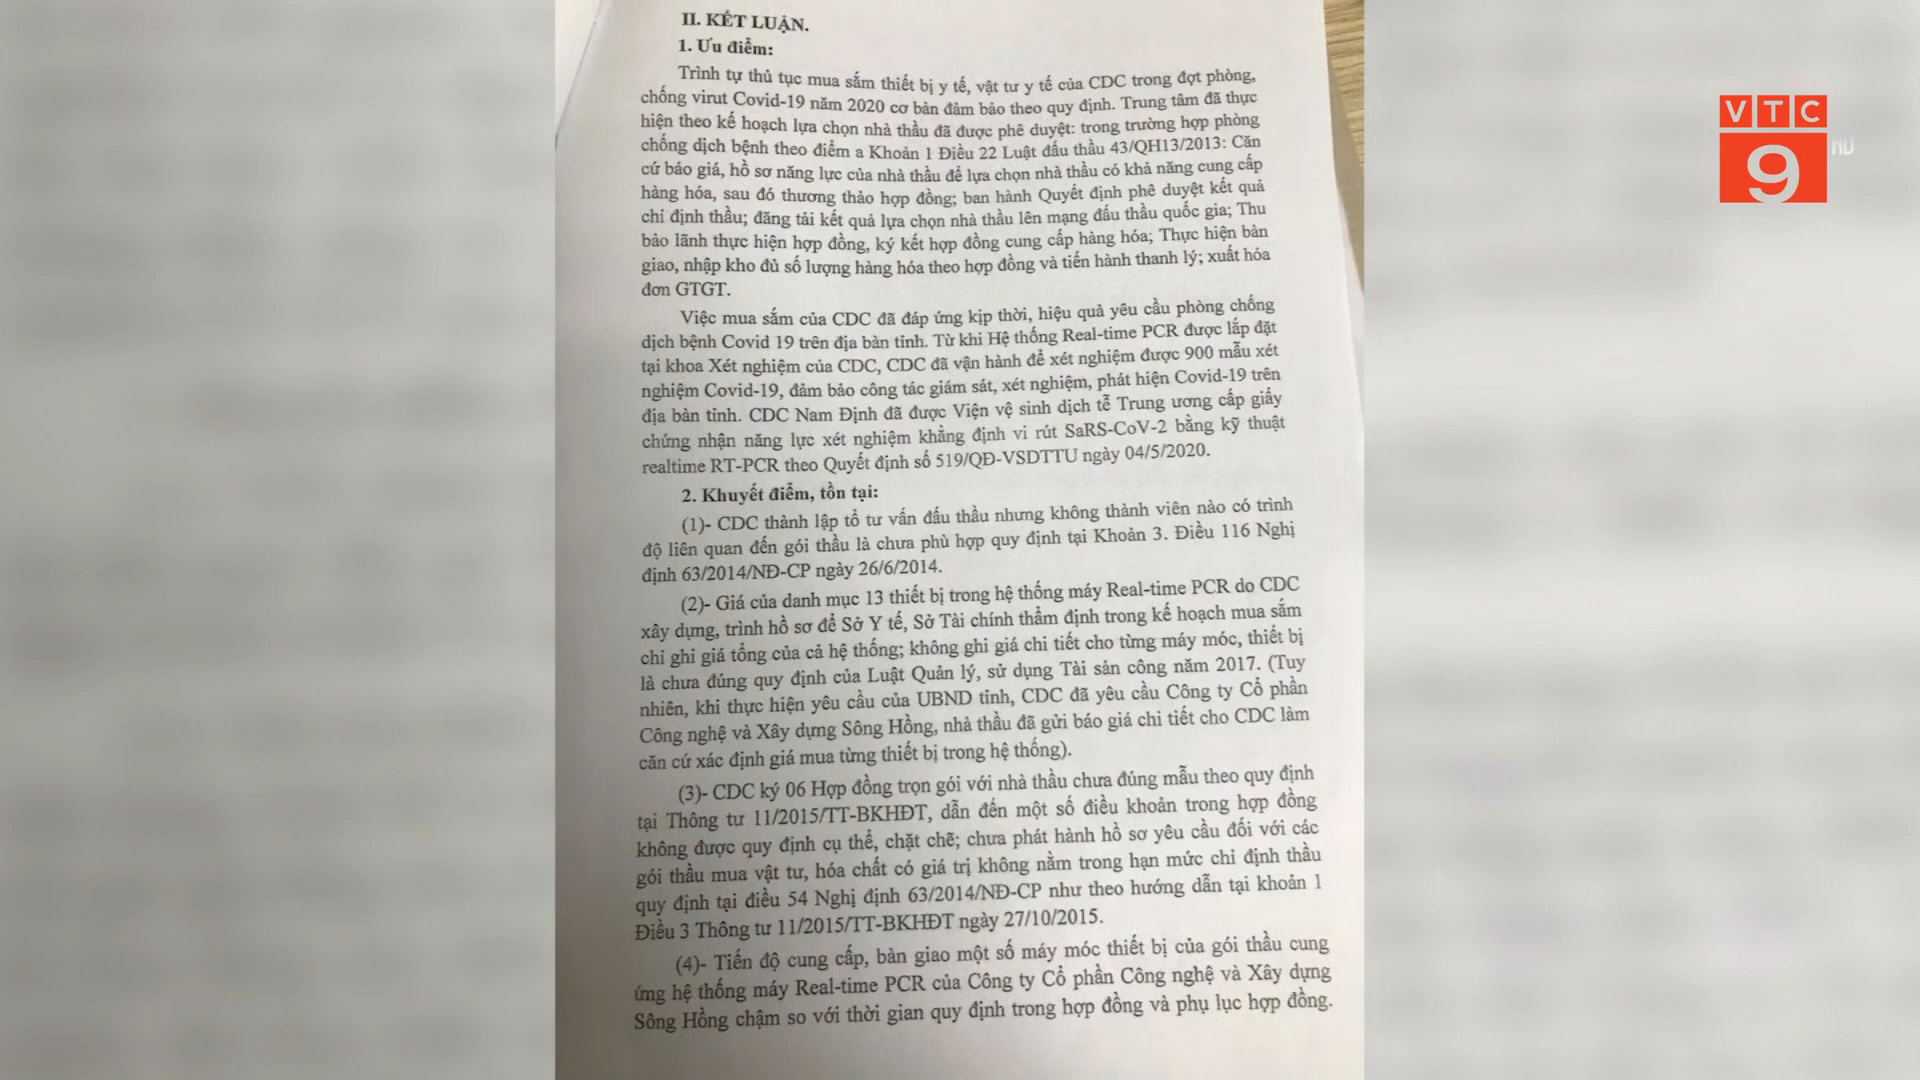 II. KẾT LUẬN.
1. Ưu điểm:
Trình tự thủ tục mua sắm thiết bị y tế, vật tư y tế của CDC trong đợt phòng,
chống virut Covid-19 năm 2020 cơ bản đảm bảo theo quy định. Trung tâm đã thực
hiện theo kế hoạch lựa chọn nhà thầu đã được phê duyệt: trong trường hợp phòng
chống dịch bệnh theo điểm a Khoản 1 Điều 22 Luật đấu thầu 43/QH13/2013: Căn
cứ báo giá, hồ sơ năng lực của nhà thầu để lựa chọn nhà thầu có khả năng cung cấp
hàng hóa, sau đó thương thảo hợp đồng; ban hành Quyết định phê duyệt kết quả
chỉ định thầu; đăng tải kết quả lựa chọn nhà thầu lên mạng đấu thầu quốc gia; Thu
bảo lãnh thực hiện hợp đồng, ký kết hợp đồng cung cấp hàng hóa; Thực hiện bàn
giao, nhập kho đủ số lượng hàng hóa theo hợp đồng và tiến hành thanh lý; xuất hóa
đơn GTGT.
Việc mua sắm của CDC đã đáp ứng kịp thời, hiệu quả yêu cầu phòng chống
dịch bệnh Covid 19 trên địa bàn tỉnh. Từ khi Hệ thống Real-time PCR được lắp đặt
tại khoa Xét nghiệm của CDC, CDC đã vận hành để xét nghiệm được 900 mẫu xét
nghiệm Covid-19, đảm bảo công tác giám sát, xét nghiệm, phát hiện Covid-19 trên
địa bàn tỉnh. CDC Nam Định đã được Viện vệ sinh dịch tễ Trung ương cấp giấy
chứng nhận năng lực xét nghiệm khẳng định vi rút SaRS-CoV-2 bằng kỹ thuật
realtime RT-PCR theo Quyết định số 519/QĐ-VSDTTU ngày 04/5/2020.
2. Khuyết điểm, tồn tại:
(1)- CDC thành lập tổ tư vấn đấu thầu nhưng không thành viên nào có trình
độ liên quan đến gói thầu là chưa phù hợp quy định tại Khoản 3. Điều 116 Nghị
định 63/2014/NĐ-CP ngày 26/6/2014.
(2)- Giá của danh mục 13 thiết bị trong hệ thống máy Real-time PCR do CDC
xây dựng, trình hồ sơ để Sở Y tế, Sở Tài chính thẩm định trong kế hoạch mua sắm
chỉ ghi giá tổng của cả hệ thống; không ghi giá chi tiết cho từng máy móc, thiết bị
là chưa đúng quy định của Luật Quản lý, sử dụng Tài sản công năm 2017. (Tuy
nhiên, khi thực hiện yêu cầu của UBND tỉnh, CDC đã yêu cầu Công ty Cổ phần
Công nghệ và Xây dựng Sông Hồng, nhà thầu đã gửi báo giá chi tiết cho CDC làm
căn cứ xác định giá mua từng thiết bị trong hệ thống).
(3)- CDC ký 06 Hợp đồng trọn gói với nhà thầu chưa đúng mẫu theo quy định
tại Thông tư 11/2015/TT-BKHĐT, dẫn đến một số điều khoản trong hợp đồng
không được quy định cụ thể, chặt chẽ; chưa phát hành hồ sơ yêu cầu đối với các
gói thầu mua vật tư, hóa chất có giá trị không nằm trong hạn mức chỉ định thầu
quy định tại điều 54 Nghị định 63/2014/NĐ-CP như theo hướng dẫn tại khoản 1
Điều 3 Thông tư 11/2015/TT-BKHĐT ngày 27/10/2015.
(4)- Tiến độ cung cấp, bàn giao một số máy móc thiết bị của gói thầu cung
ứng hệ thống máy Real-time PCR của Công ty Cổ phần Công nghệ và Xây dựng
Sông Hồng chậm so với thời gian quy định trong hợp đồng và phụ lục hợp đồng.
VTC
9
HD